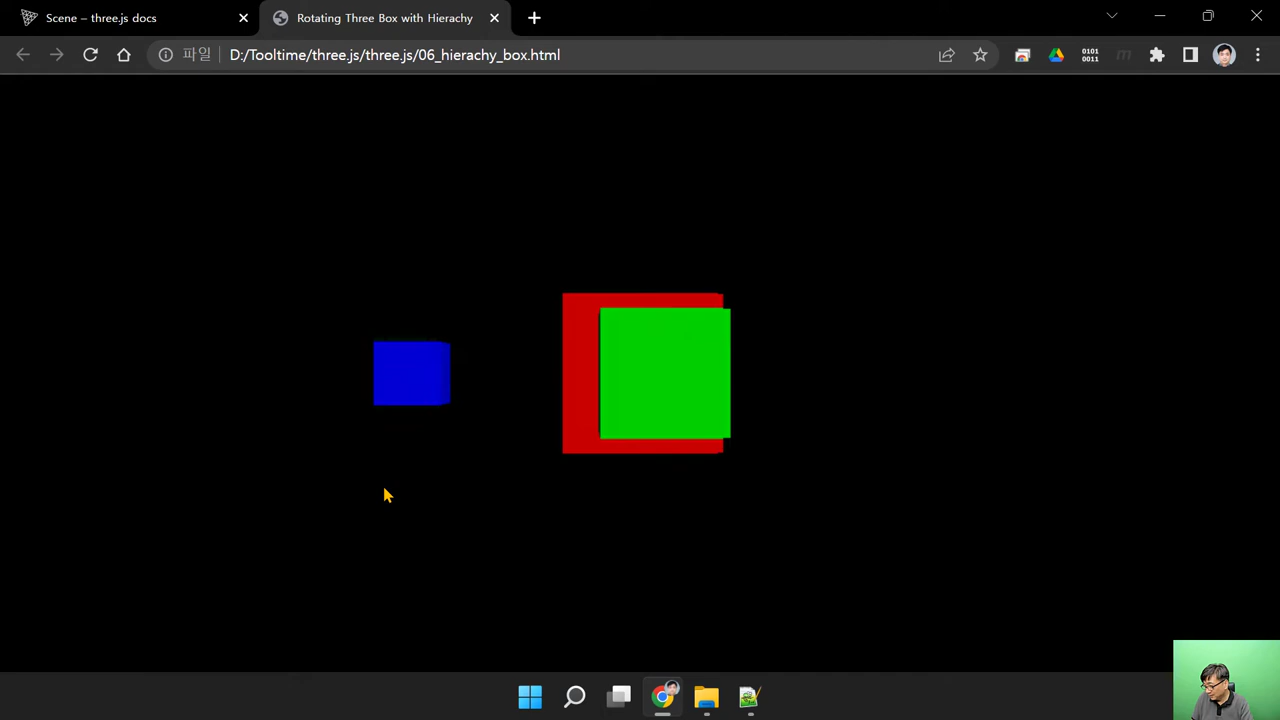 Scene – three.js docs
Rotating Three Box with Hierachy
파일
D:/Tooltime/three.js/three.js/06_hierachy_box.html
0101
0011
m